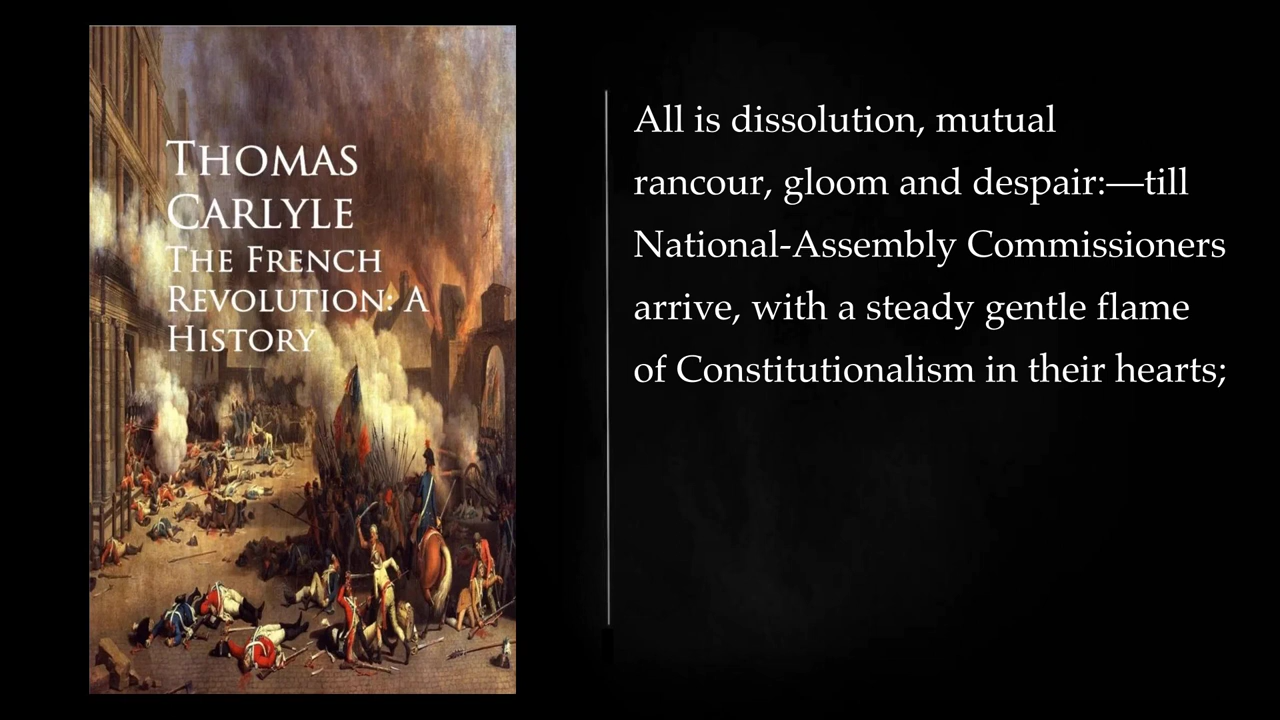 THOMAS
CARLYLE
THE FRENCH
REVOLUTION: A
HISTORY
All is dissolution, mutual
rancour, gloom and despair:—till
National-Assembly Commissioners
arrive, with a steady gentle flame
of Constitutionalism in their hearts;